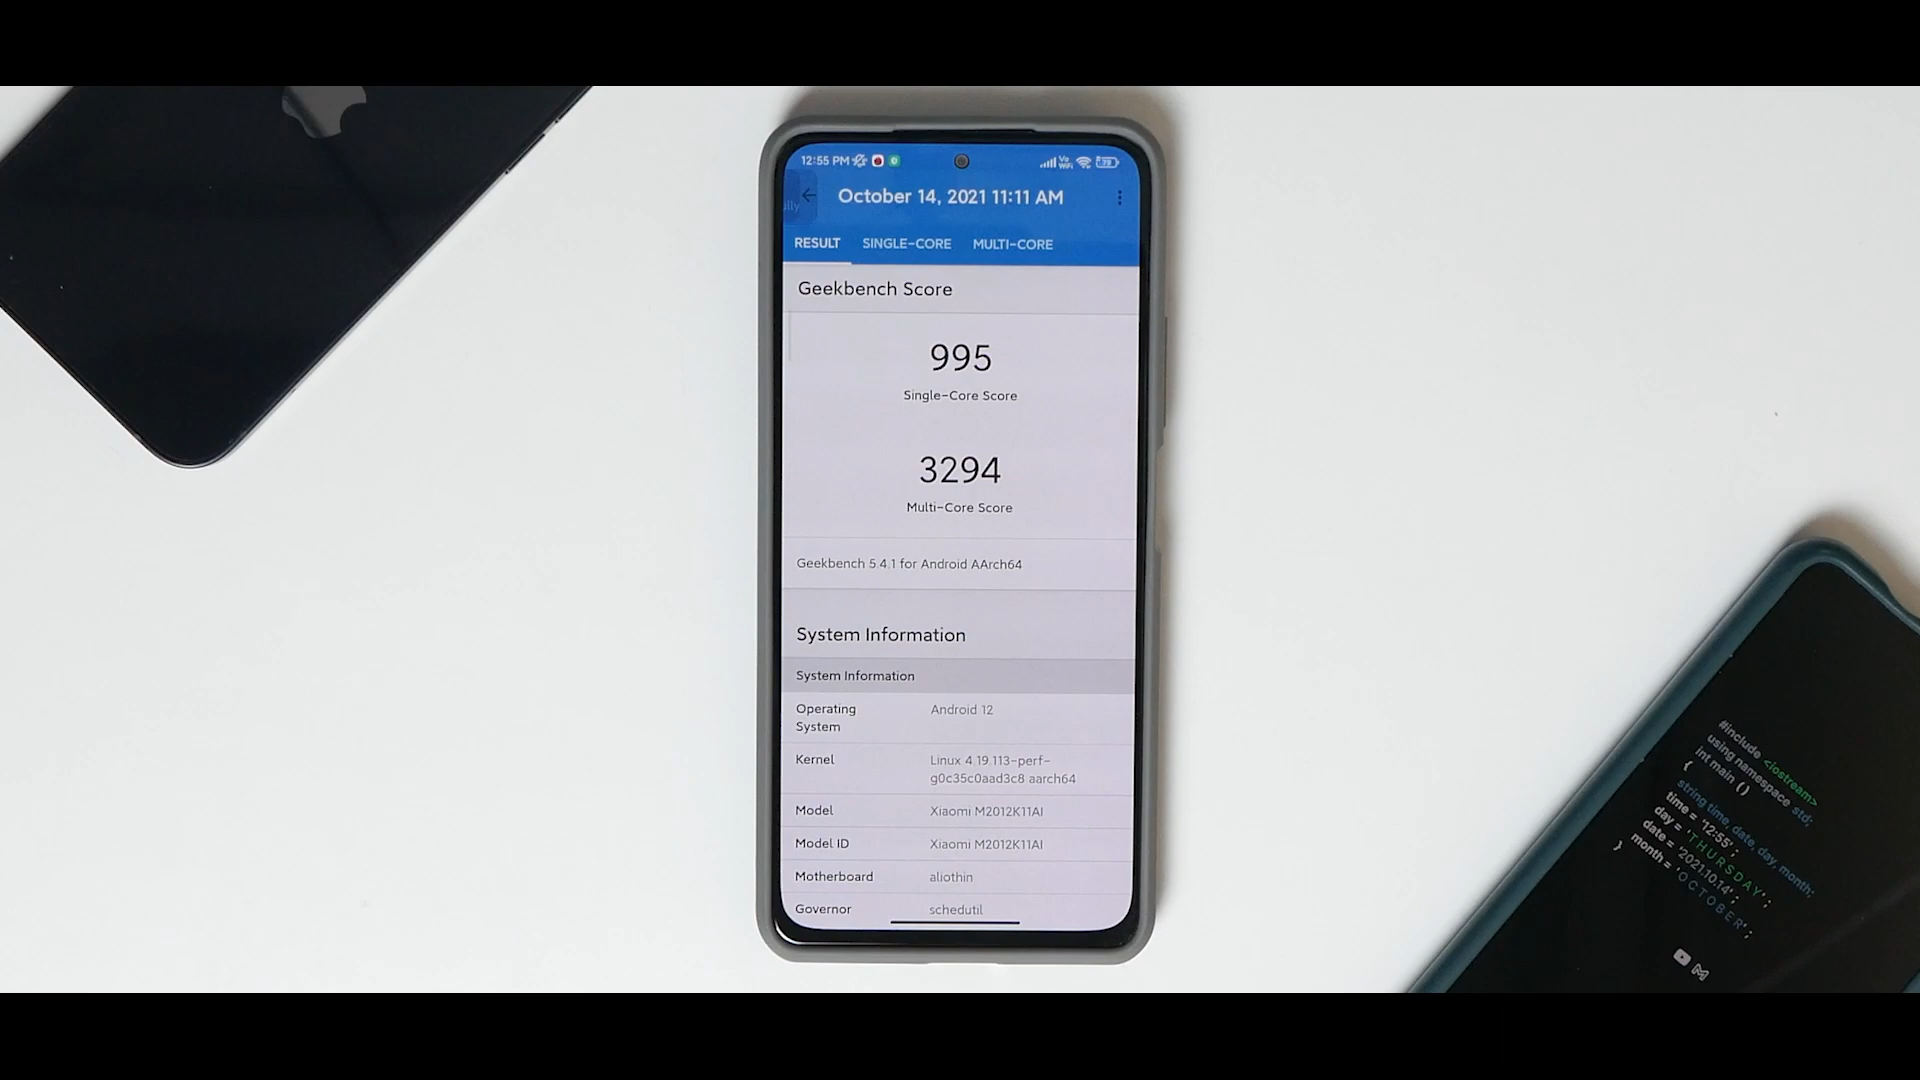 12:55 PM
Vo
WiFi
79
October 14, 2021 11:11 AM
RESULT
SINGLE-CORE
MULTI-CORE
Geekbench Score
995
Single-Core Score
3294
Multi-Core Score
Geekbench 5.4.1 for Android AArch64
System Information
System Information
Operating System
Android 12
Kernel
Linux 4.19.113-perf-
g0c35c0aad3c8 aarch64
Model
Xiaomi M2012K11AI
Model ID
Xiaomi M2012K11AI
Motherboard
aliothin
Governor
schedutil
#include <iostream>
using namespace std;
int main ()
{
string time, date, day, month;
time = '12:55';
day = 'THURSDAY';
date = '2021.10.14';
month = 'OCTOBER';
}